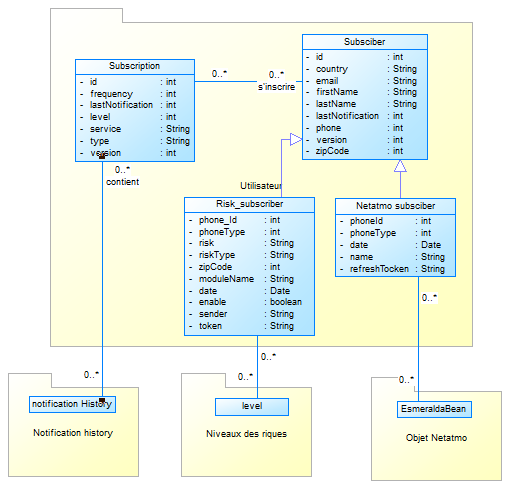 Subsciber
- id : int
- country : String
- email : String
- firstName : String
- lastName : String
- lastNotification : int
- phone : int
- version : int
- zipCode : int
Subscription
- id : int
- frequency : int
- lastNotification : int
- level : int
- service : String
- type : String
- version : int
0..*
0..*
s'inscrire
0..*
contient
Utilisateur
Risk_subscriber
- phone_Id : int
- phoneType : int
- risk : String
- riskType : String
- zipCode : int
- moduleName : String
- date : Date
- enable : boolean
- sender : String
- token : String
Netatmo subsciber
- phoneId : int
- phoneType : int
- date : Date
- name : String
- refreshTocken : String
0..*
0..*
0..*
0..*
0..*
notification History
Notification history
level
Niveaux des riques
EsmeraldaBean
Objet Netatmo